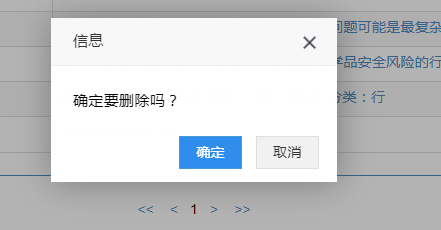 问题可能是最复杂
信息
学品安全风险的行
分类：行
确定要删除吗？
确定 取消
<< < 1 > >>